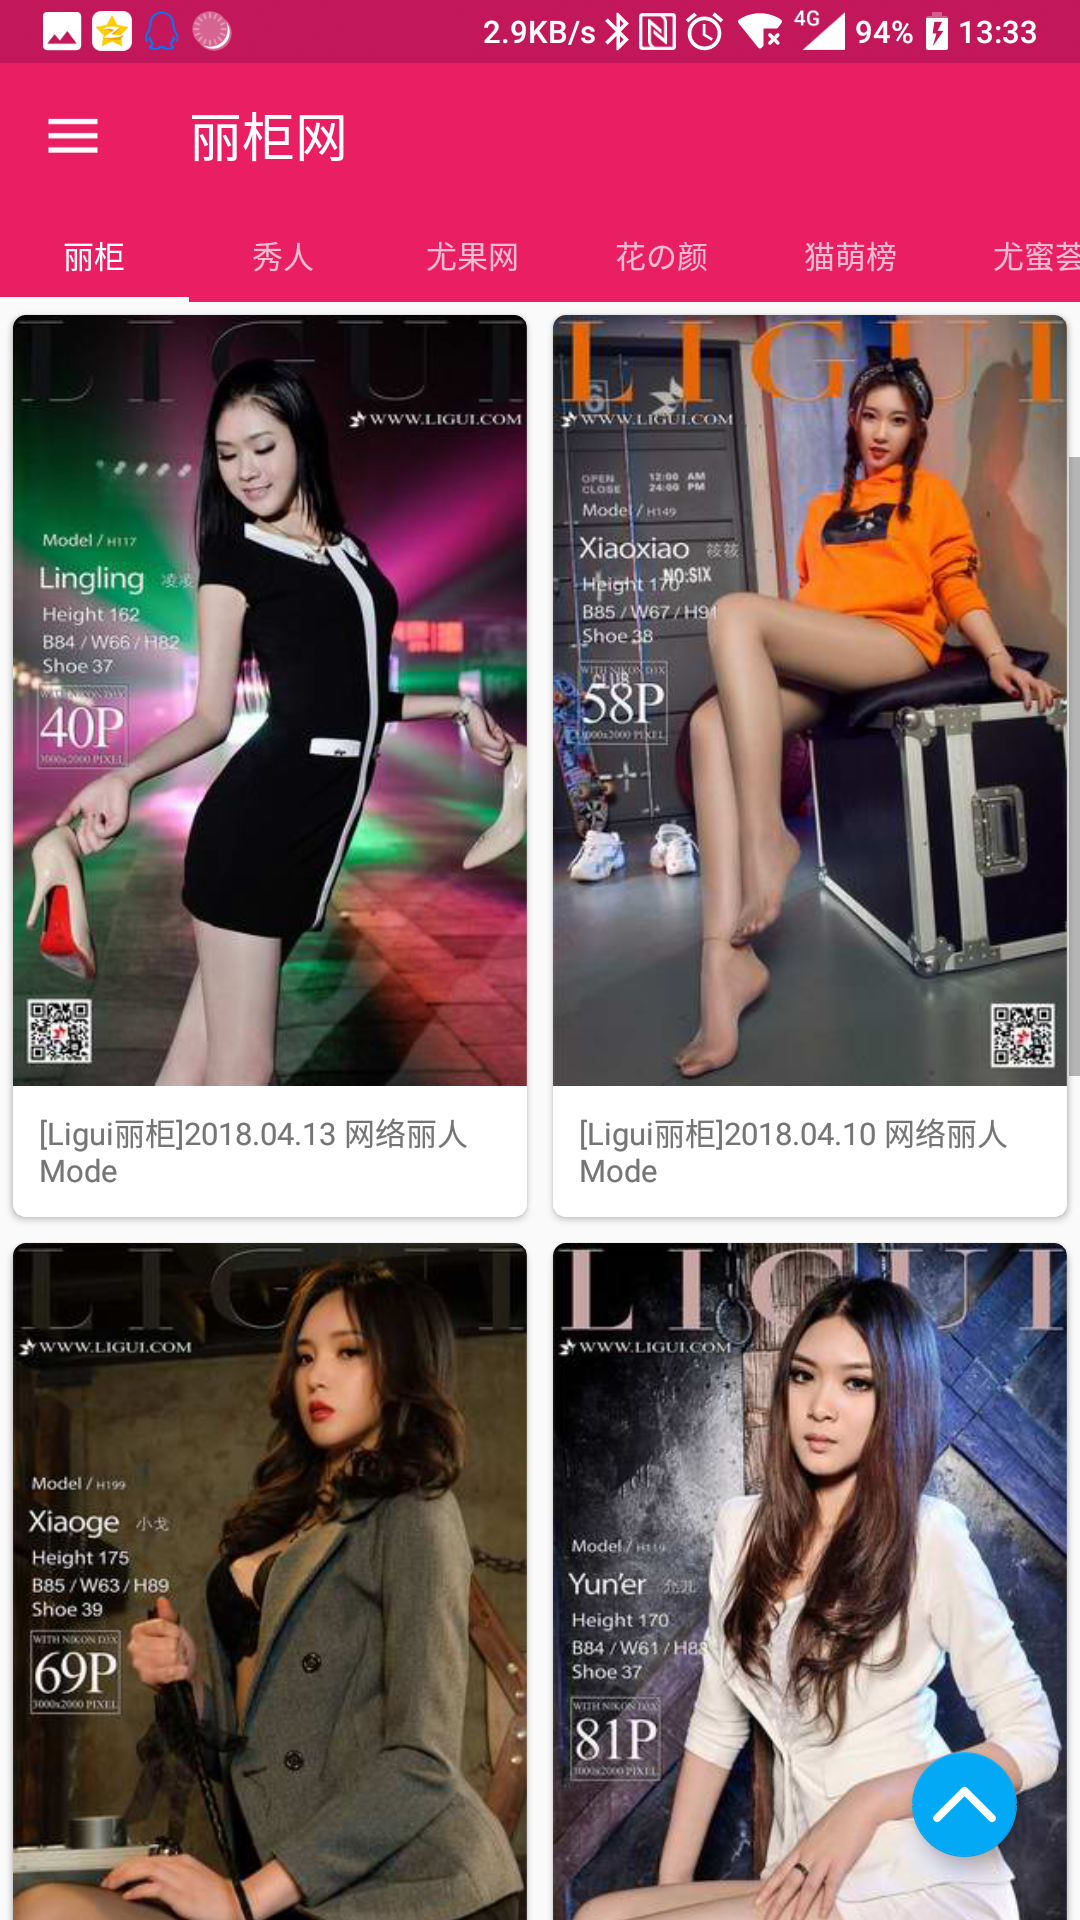 2.9KB/s 4G 94% 13:33
丽柜网
丽柜 秀人 尤果网 花の颜 猫萌榜 尤蜜荟
LIGUI
WWW.LIGUI.COM
Model / H117
Lingling 凌凌
Height 162
B84 / W66 / H82
Shoe 37
WITH NIKON D3X
40P
3000x2000 PIXEL
[Ligui丽柜]2018.04.13 网络丽人
Mode
LIGUI
6
WWW.LIGUI.COM
OPEN 12:00 AM
CLOSE 24:00 PM
Model / H149
Xiaoxiao 筱筱
NO:SIX
Height 170
B85 / W67 / H91
Shoe 38
WITH NIKON D3X
CLUB
58P
3000x2000 PIXEL
[Ligui丽柜]2018.04.10 网络丽人
Mode
LIGUI
WWW.LIGUI.COM
Model / H199
Xiaoge 小戈
Height 175
B85 / W63 / H89
Shoe 39
WITH NIKON D3X
69P
3000x2000 PIXEL
LIGUI
WWW.LIGUI.COM
Model / H119
Yun'er 允儿
Height 170
B84 / W61 / H88
Shoe 37
WITH NIKON D3X
81P
3000x2000 PIXEL